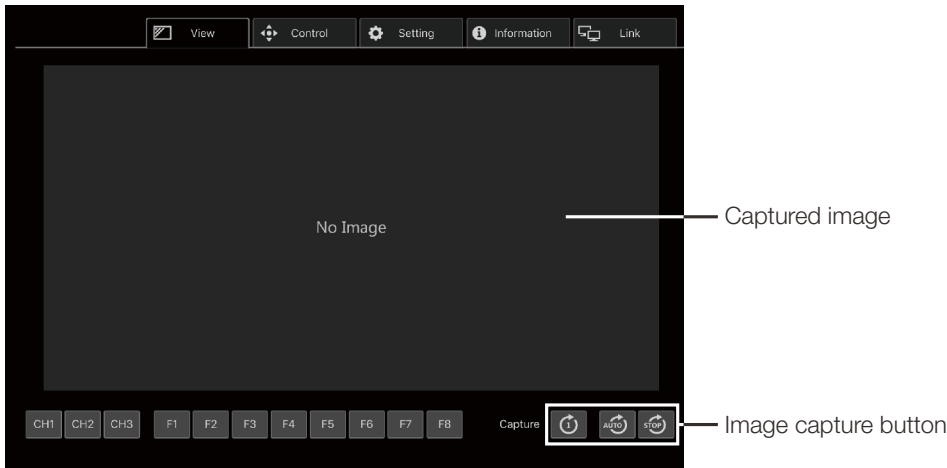 View Control Setting Information Link
No Image
Captured image
CH1 CH2 CH3 F1 F2 F3 F4 F5 F6 F7 F8 Capture 1 AUTO STOP
Image capture button